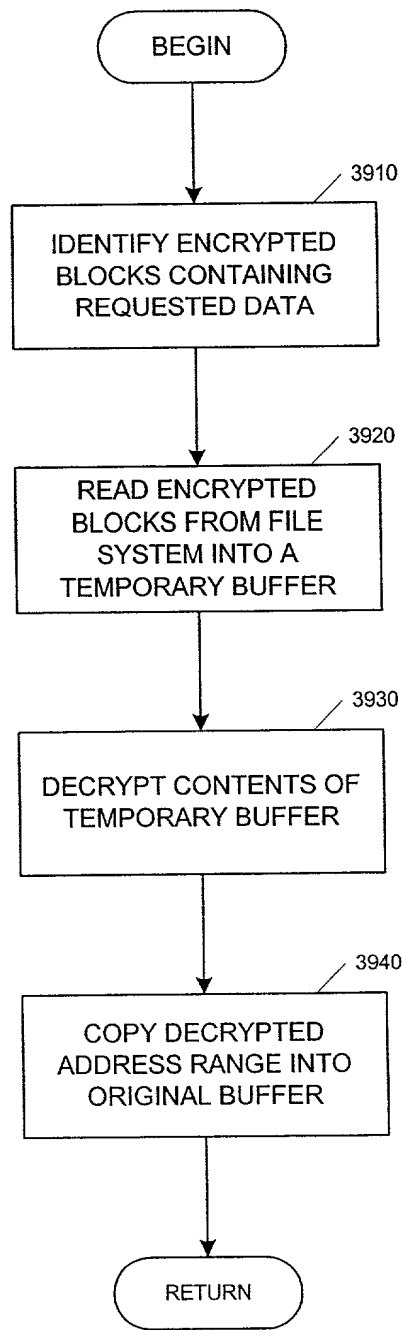 BEGIN
3910
IDENTIFY ENCRYPTED
BLOCKS CONTAINING
REQUESTED DATA
3920
READ ENCRYPTED
BLOCKS FROM FILE
SYSTEM INTO A
TEMPORARY BUFFER
3930
DECRYPT CONTENTS OF
TEMPORARY BUFFER
3940
COPY DECRYPTED
ADDRESS RANGE INTO
ORIGINAL BUFFER
RETURN